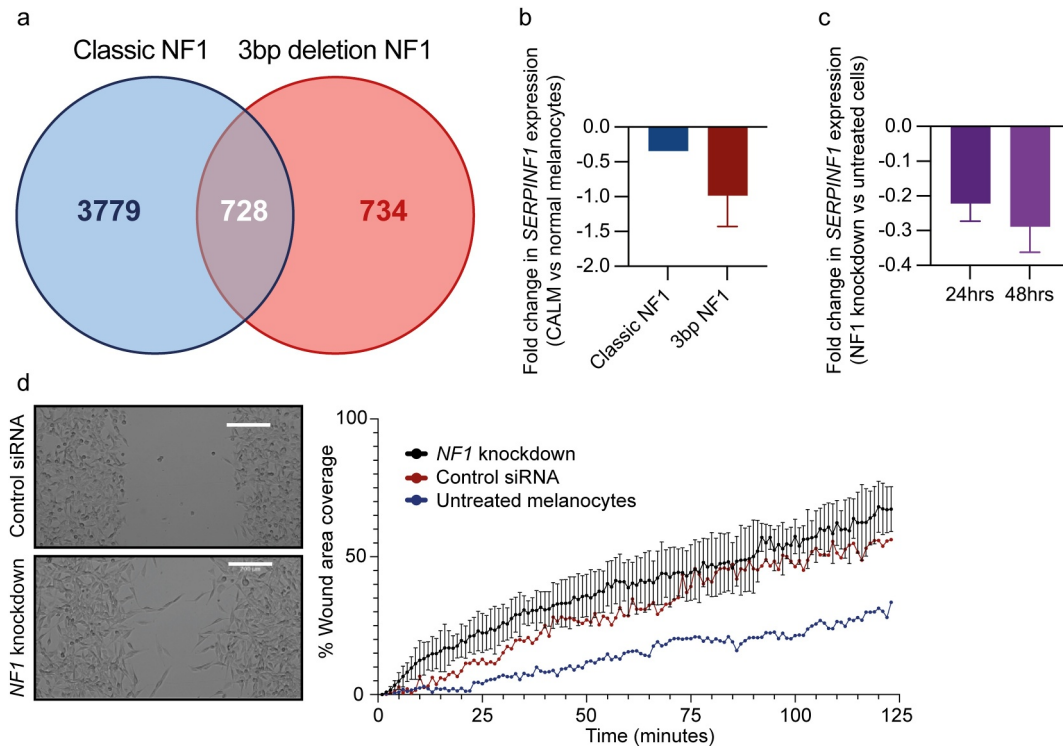 a
Classic NF1
3bp deletion NF1
3779
728
734
b
Fold change in SERPINF1 expression
(CALM vs normal melanocytes)
0.0
-0.5
-1.0
-1.5
-2.0
Classic NF1
3bp NF1
c
Fold change in SERPINF1 expression
(NF1 knockdown vs untreated cells)
0.0
-0.1
-0.2
-0.3
-0.4
24hrs
48hrs
d
Control siRNA
NF1 knockdown
% Wound area coverage
100
50
0
NF1 knockdown
Control siRNA
Untreated melanocytes
0
25
50
75
100
125
Time (minutes)